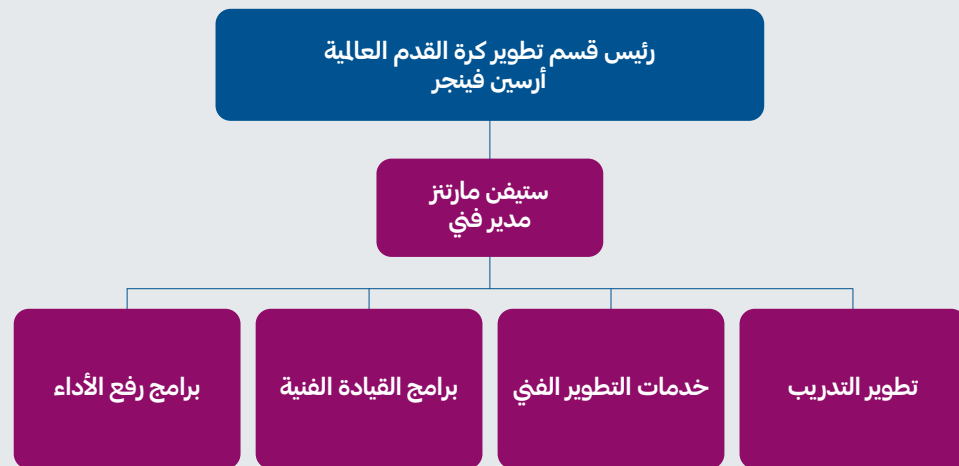 رئيس قسم تطوير كرة القدم العالمية
أرسين فينجر
ستيفن مارتنز
مدير فني
تطوير التدريب
خدمات التطوير الفني
برامج القيادة الفنية
برامج رفع الأداء